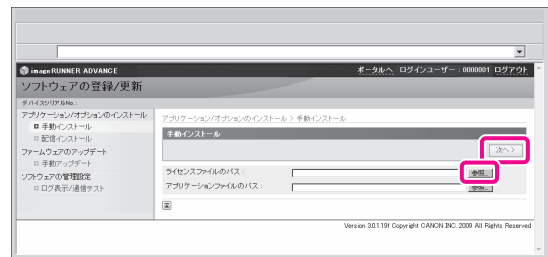 imageRUNNER ADVANCE
ポータルへ ログインユーザー : 0000001 ログアウト
ソフトウェアの登録/更新
デバイスシリアルNo. :
アプリケーション/オプションのインストール
手動インストール
配信インストール
ファームウェアのアップデート
手動アップデート
ソフトウェアの管理設定
ログ表示/通信テスト
アプリケーション/オプションのインストール > 手動インストール
手動インストール
次へ >
ライセンスファイルのパス : 参照...
アプリケーションファイルのパス : 参照...
Version 3.0.1.19f Copyright CANON INC. 2009 All Rights Reserved